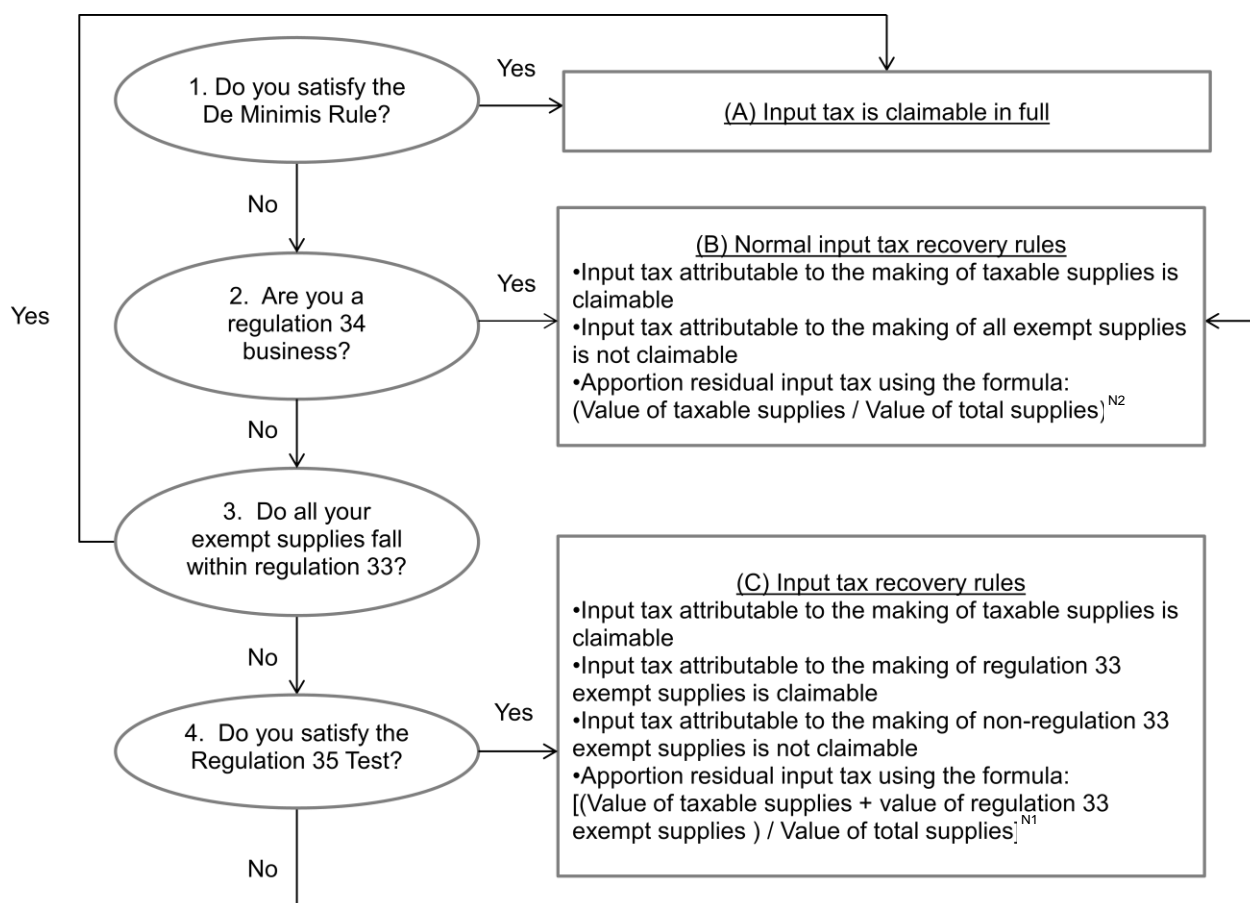 1. Do you satisfy the
De Minimis Rule?
Yes
(A) Input tax is claimable in full
No
2.  Are you a
regulation 34
business?
Yes
(B) Normal input tax recovery rules
•Input tax attributable to the making of taxable supplies is
claimable
•Input tax attributable to the making of all exempt supplies
is not claimable
•Apportion residual input tax using the formula:
(Value of taxable supplies / Value of total supplies) N2
Yes
No
3.  Do all your
exempt supplies fall
within regulation 33?
No
4.  Do you satisfy the
Regulation 35 Test?
Yes
(C) Input tax recovery rules
•Input tax attributable to the making of taxable supplies is
claimable
•Input tax attributable to the making of regulation 33
exempt supplies is claimable
•Input tax attributable to the making of non-regulation 33
exempt supplies is not claimable
•Apportion residual input tax using the formula:
[(Value of taxable supplies + value of regulation 33
exempt supplies ) / Value of total supplies] N1
No